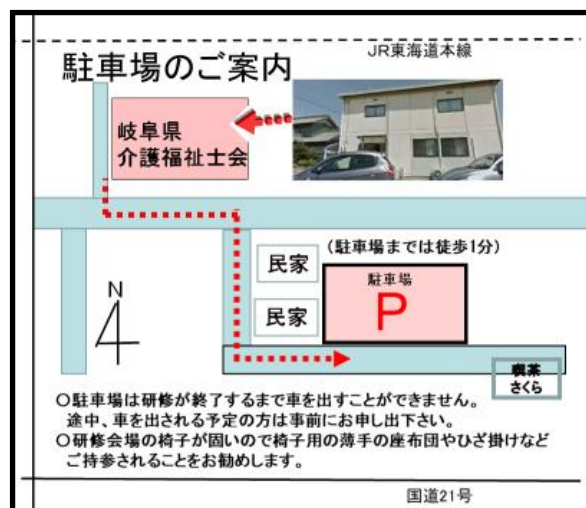 JR東海道本線
駐車場のご案内
岐阜県
介護福祉士会
(駐車場までは徒歩1分)
民家
駐車場
P
民家
N
喫茶
さくら
〇駐車場は研修が終了するまで車を出すことができません。
途中、車を出される予定の方は事前にお申し出下さい。
〇研修会場の椅子が固いので椅子用の薄手の座布団やひざ掛けなど
ご持参されることをお勧めします。
国道21号